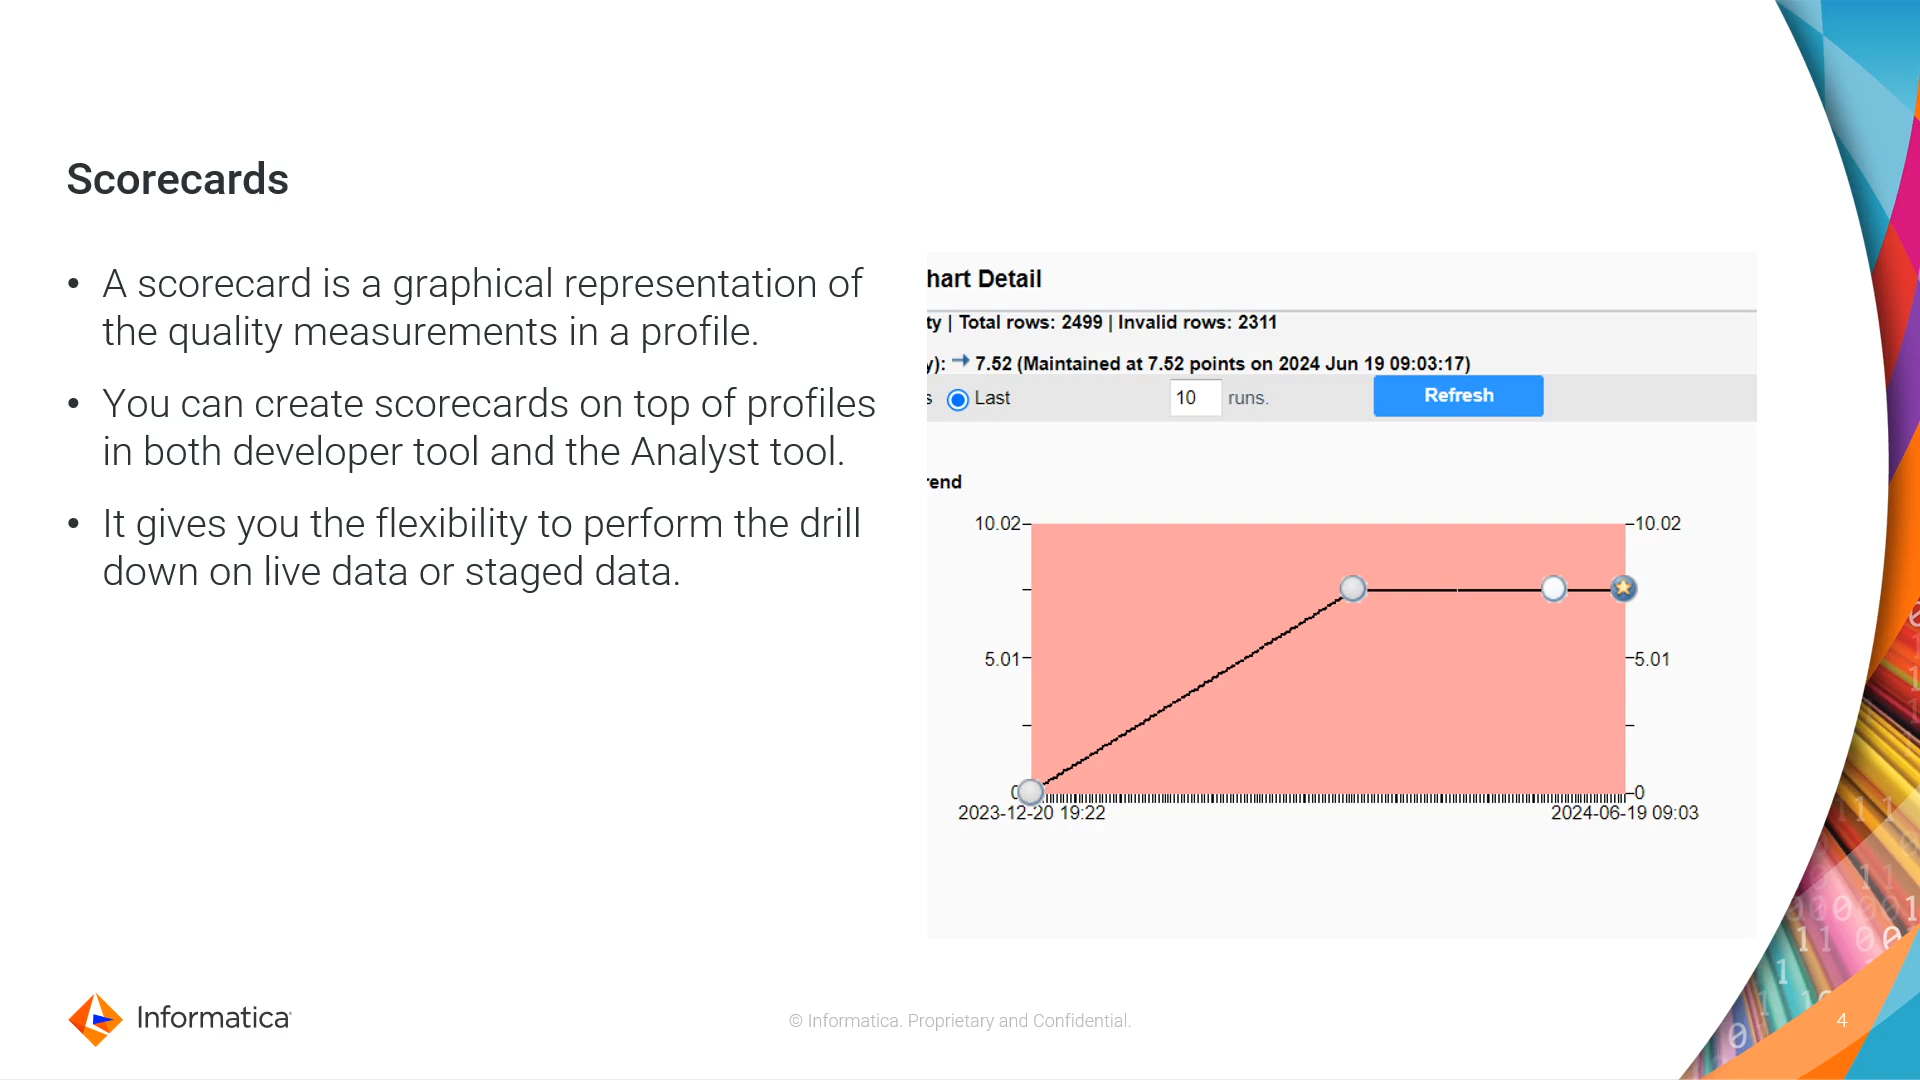 Scorecards
• A scorecard is a graphical representation of
the quality measurements in a profile.
• You can create scorecards on top of profiles
in both developer tool and the Analyst tool.
• It gives you the flexibility to perform the drill
down on live data or staged data.
hart Detail
ty | Total rows: 2499 | Invalid rows: 2311
y): 7.52 (Maintained at 7.52 points on 2024 Jun 19 09:03:17)
s Last 10 runs. Refresh
rend
10.02 10.02
5.01 5.01
0 0
2023-12-20 19:22 2024-06-19 09:03
Informatica
© Informatica. Proprietary and Confidential.
4